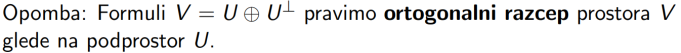 Opomba: Formuli V = U ⊕ U⊥ pravimo ortogonalni razcep prostora V
glede na podprostor U.